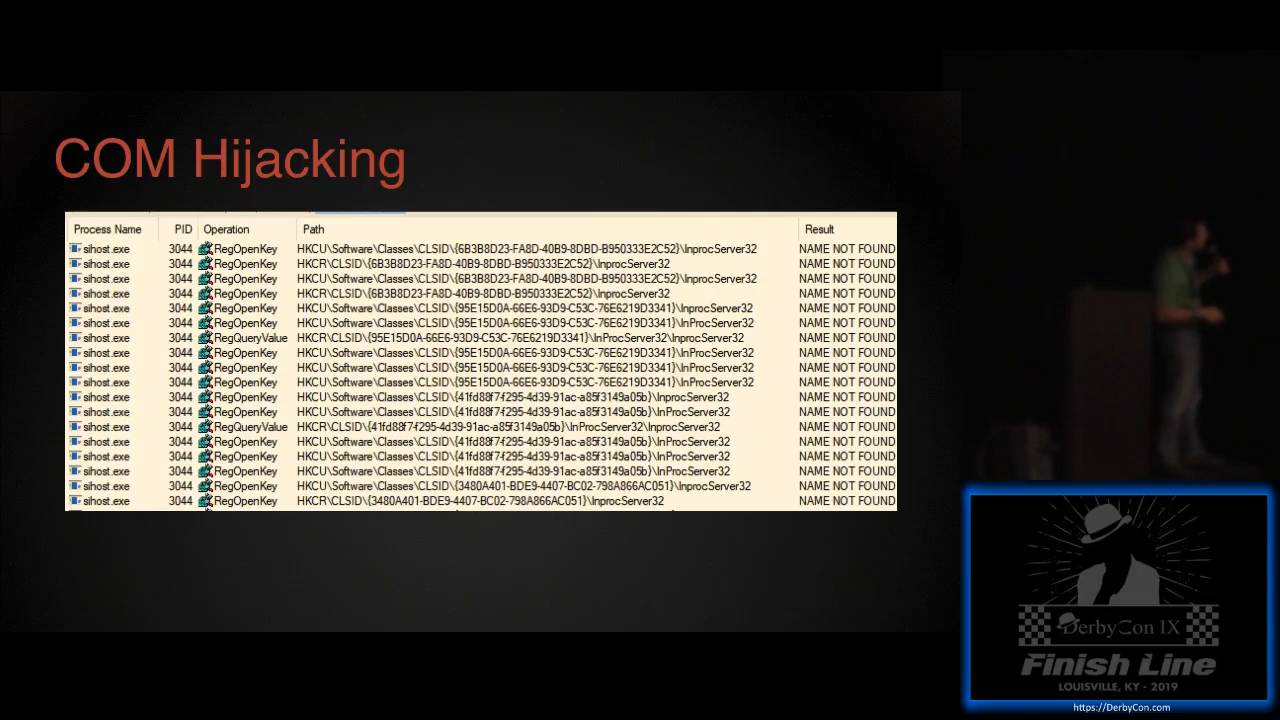 COM Hijacking
Process Name PID Operation Path Result
sihost.exe 3044 RegOpenKey HKCU\Software\Classes\CLSID\{6B3B8D23-FA8D-40B9-8DBD-B950333E2C52}\InprocServer32 NAME NOT FOUND
sihost.exe 3044 RegOpenKey HKCR\CLSID\{6B3B8D23-FA8D-40B9-8DBD-B950333E2C52}\InprocServer32 NAME NOT FOUND
sihost.exe 3044 RegOpenKey HKCU\Software\Classes\CLSID\{6B3B8D23-FA8D-40B9-8DBD-B950333E2C52}\InprocServer32 NAME NOT FOUND
sihost.exe 3044 RegOpenKey HKCR\CLSID\{6B3B8D23-FA8D-40B9-8DBD-B950333E2C52}\InprocServer32 NAME NOT FOUND
sihost.exe 3044 RegOpenKey HKCU\Software\Classes\CLSID\{95E15D0A-66E6-93D9-C53C-76E6219D3341}\InprocServer32 NAME NOT FOUND
sihost.exe 3044 RegOpenKey HKCU\Software\Classes\CLSID\{95E15D0A-66E6-93D9-C53C-76E6219D3341}\InProcServer32 NAME NOT FOUND
sihost.exe 3044 RegQueryValue HKCR\CLSID\{95E15D0A-66E6-93D9-C53C-76E6219D3341}\InProcServer32\InprocServer32 NAME NOT FOUND
sihost.exe 3044 RegOpenKey HKCU\Software\Classes\CLSID\{95E15D0A-66E6-93D9-C53C-76E6219D3341}\InProcServer32 NAME NOT FOUND
sihost.exe 3044 RegOpenKey HKCU\Software\Classes\CLSID\{95E15D0A-66E6-93D9-C53C-76E6219D3341}\InProcServer32 NAME NOT FOUND
sihost.exe 3044 RegOpenKey HKCU\Software\Classes\CLSID\{95E15D0A-66E6-93D9-C53C-76E6219D3341}\InProcServer32 NAME NOT FOUND
sihost.exe 3044 RegOpenKey HKCU\Software\Classes\CLSID\{41fd88f7-f295-4d39-91ac-a85f3149a05b}\InprocServer32 NAME NOT FOUND
sihost.exe 3044 RegOpenKey HKCU\Software\Classes\CLSID\{41fd88f7-f295-4d39-91ac-a85f3149a05b}\InProcServer32 NAME NOT FOUND
sihost.exe 3044 RegQueryValue HKCR\CLSID\{41fd88f7-f295-4d39-91ac-a85f3149a05b}\InProcServer32\InprocServer32 NAME NOT FOUND
sihost.exe 3044 RegOpenKey HKCU\Software\Classes\CLSID\{41fd88f7-f295-4d39-91ac-a85f3149a05b}\InProcServer32 NAME NOT FOUND
sihost.exe 3044 RegOpenKey HKCU\Software\Classes\CLSID\{41fd88f7-f295-4d39-91ac-a85f3149a05b}\InProcServer32 NAME NOT FOUND
sihost.exe 3044 RegOpenKey HKCU\Software\Classes\CLSID\{41fd88f7-f295-4d39-91ac-a85f3149a05b}\InProcServer32 NAME NOT FOUND
sihost.exe 3044 RegOpenKey HKCU\Software\Classes\CLSID\{3480A401-BDE9-4407-BC02-798A866AC051}\InprocServer32 NAME NOT FOUND
sihost.exe 3044 RegOpenKey HKCR\CLSID\{3480A401-BDE9-4407-BC02-798A866AC051}\InprocServer32 NAME NOT FOUND
DerbyCon IX
Finish Line
LOUISVILLE, KY - 2019
https://DerbyCon.com